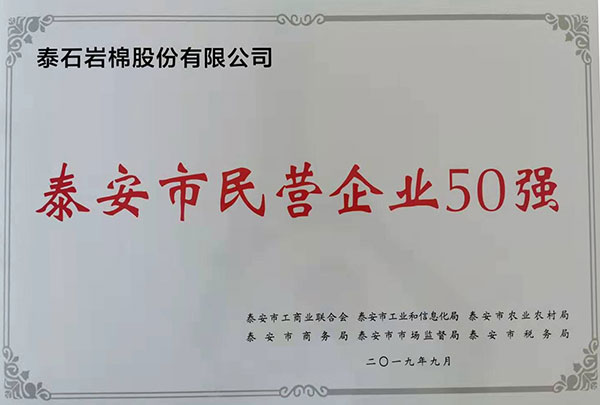 泰石岩棉股份有限公司
泰安市民营企业50强
泰安市工商业联合会 泰安市工业和信息化局 泰安市农业农村局
泰安市商务局 泰安市市场监督局 泰安市税务局
二〇一九年九月